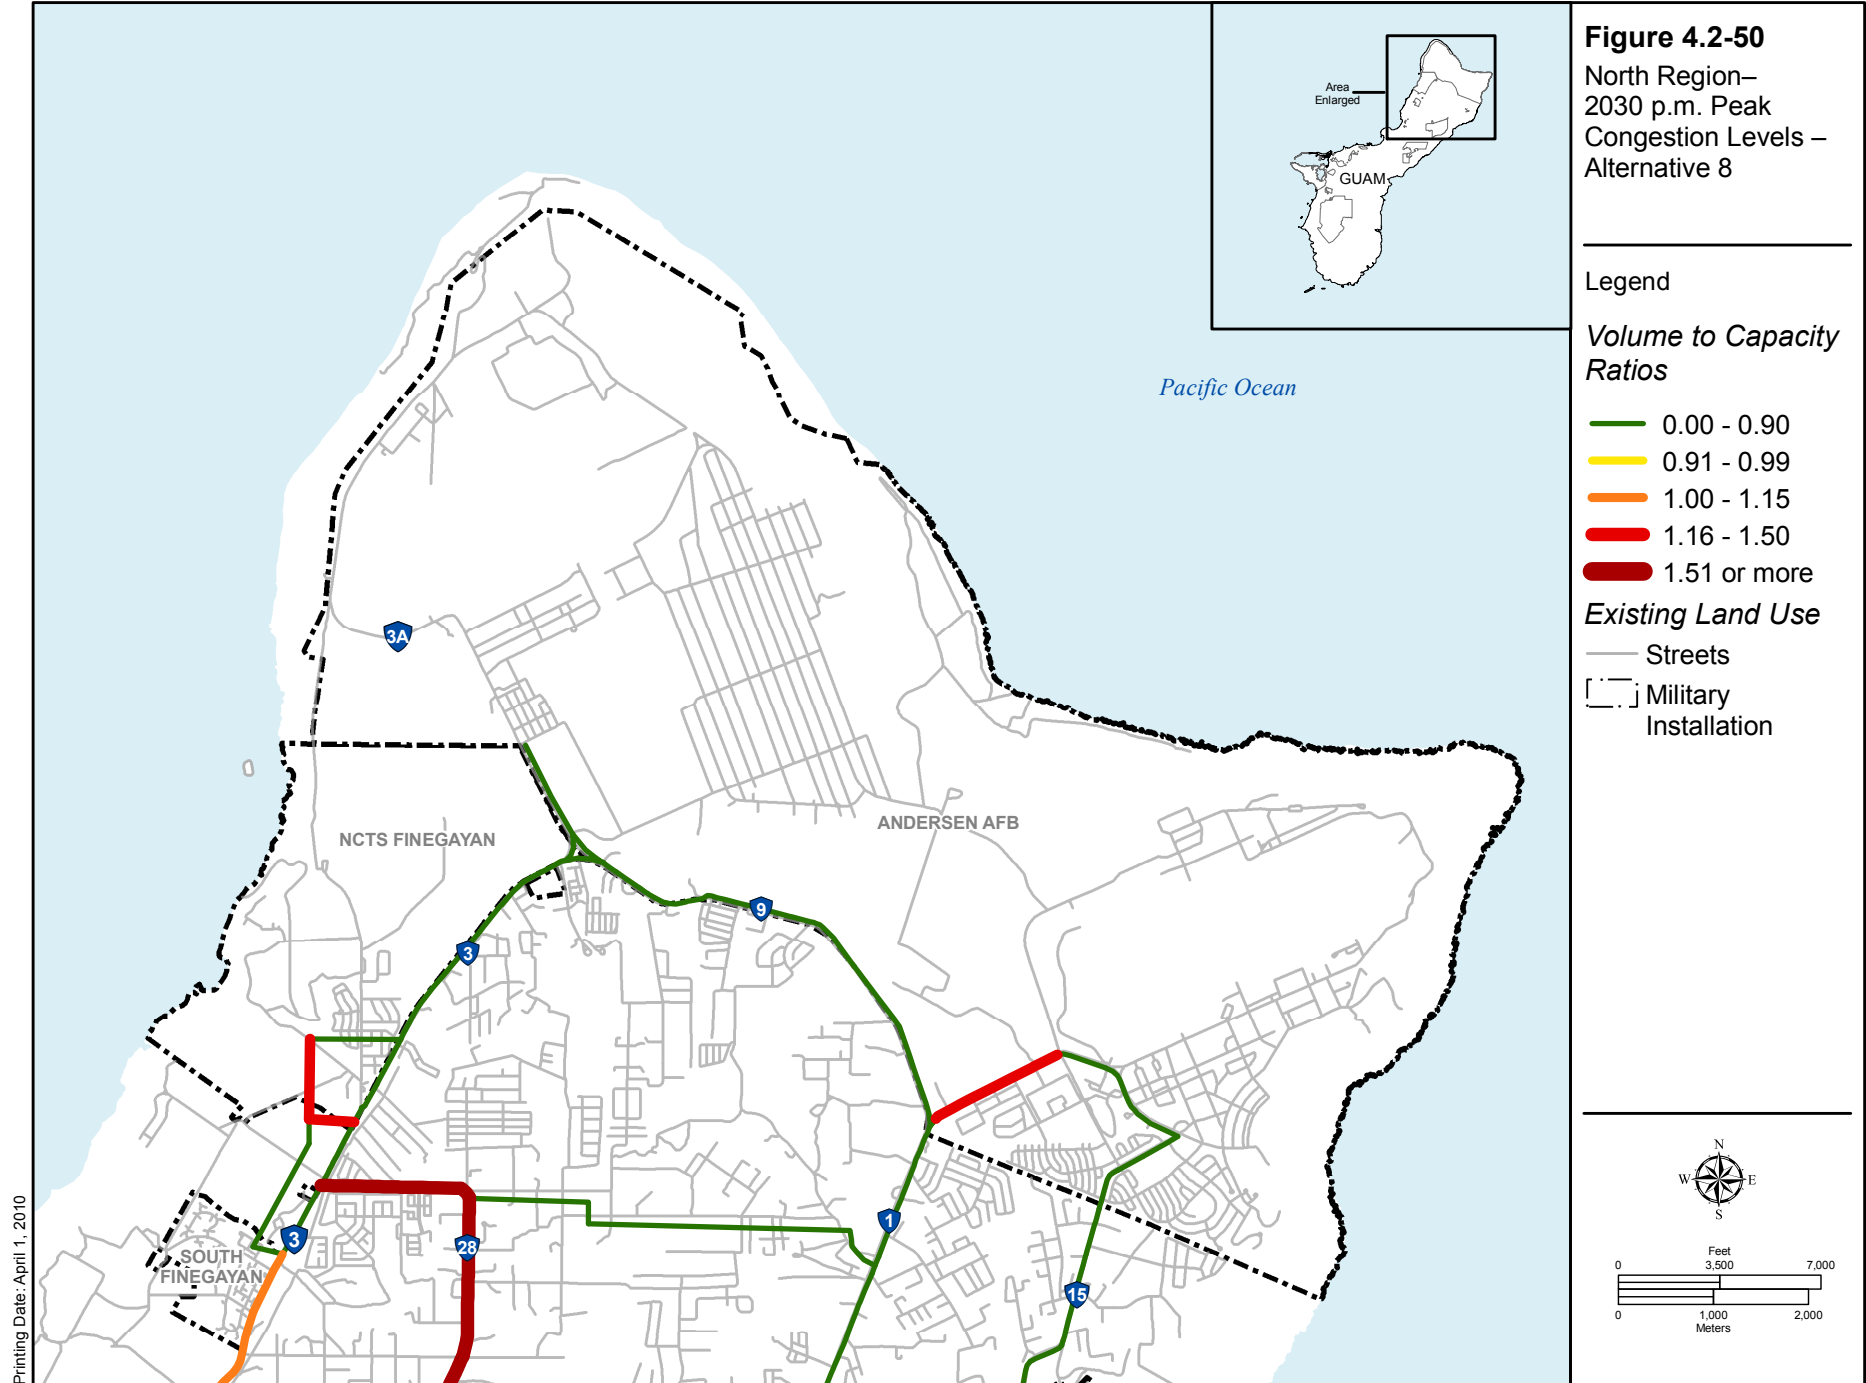 Figure 4.2-50
North Region–
2030 p.m. Peak
Congestion Levels –
Alternative 8
Area
Enlarged
GUAM
Pacific Ocean
Legend
Volume to Capacity
Ratios
0.00 - 0.90
0.91 - 0.99
1.00 - 1.15
1.16 - 1.50
1.51 or more
Existing Land Use
Streets
Military
Installation
3A
NCTS FINEGAYAN
ANDERSEN AFB
9
3
1
3
28
15
SOUTH
FINEGAYAN
N
W
E
S
Feet
0
3,500
7,000
0
1,000
2,000
Meters
Printing Date: April 1, 2010